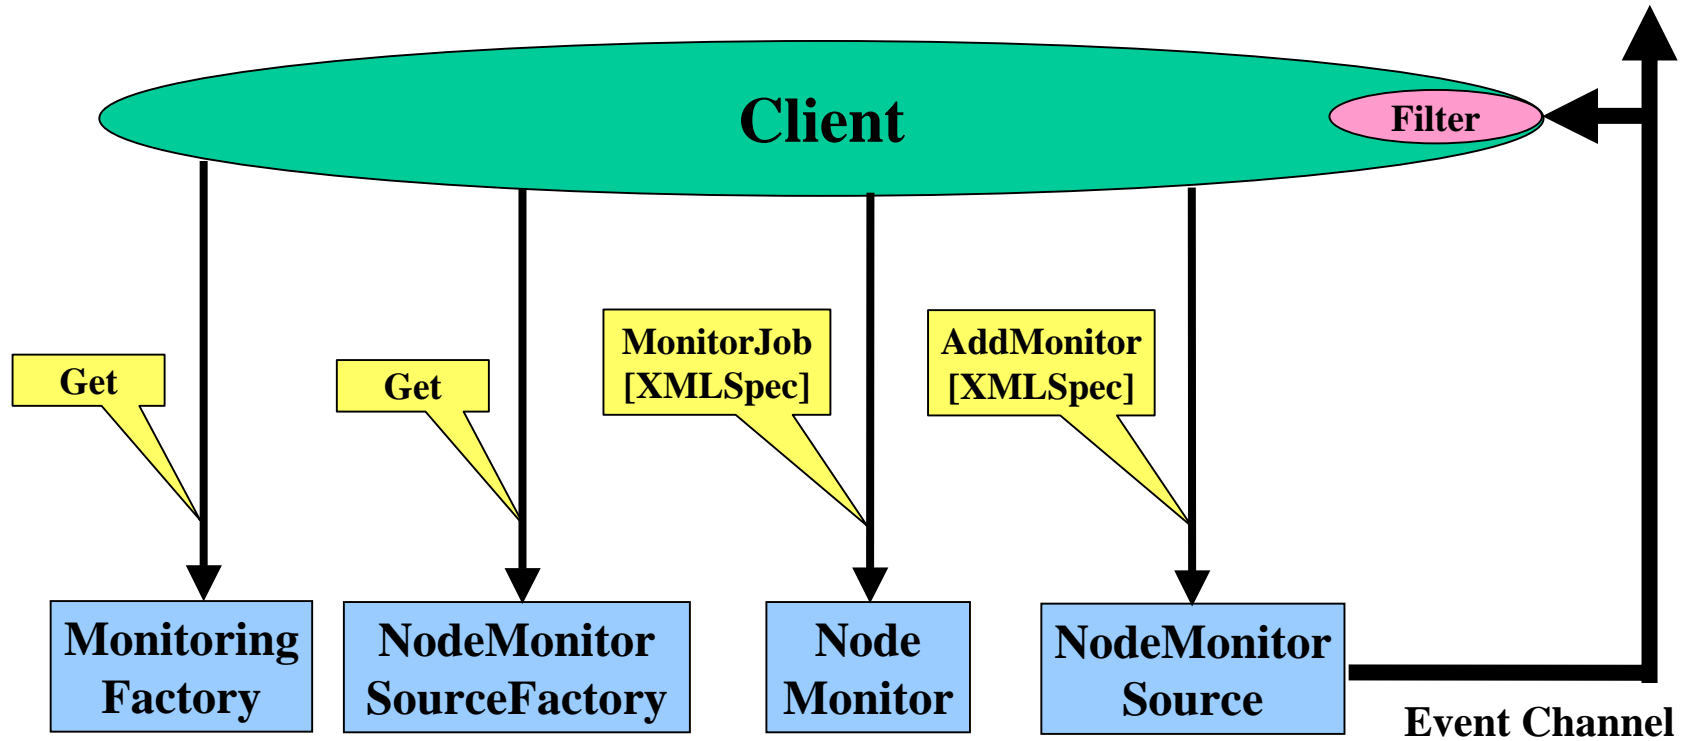 Client
Filter
Get
Get
MonitorJob
[XMLSpec]
AddMonitor
[XMLSpec]
Monitoring
Factory
NodeMonitor
SourceFactory
Node
Monitor
NodeMonitor
Source
Event Channel